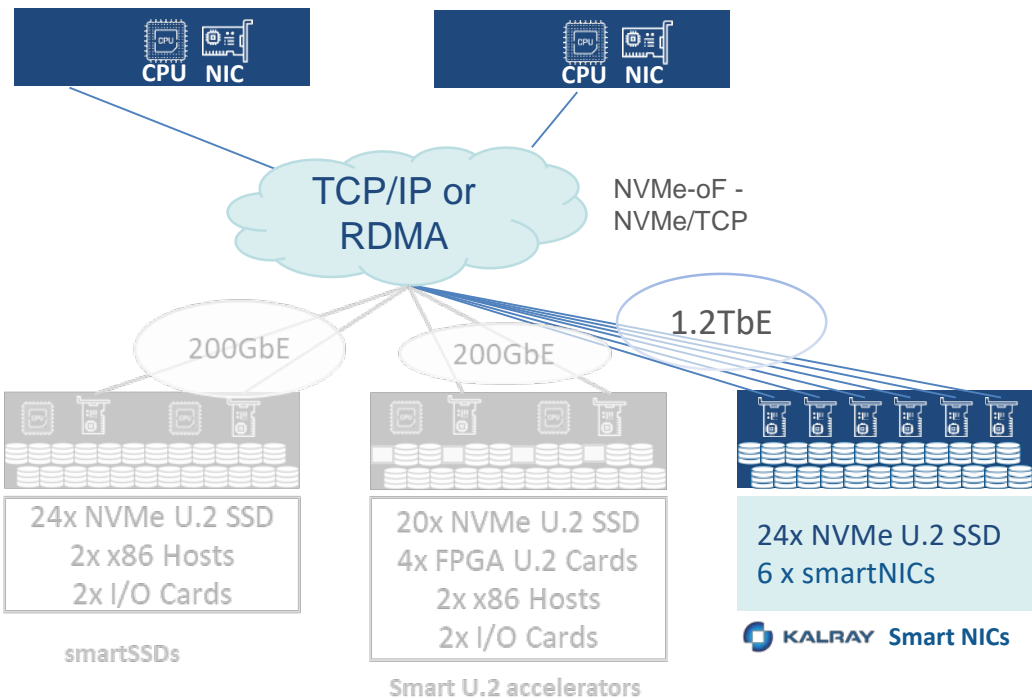 CPU NIC
CPU NIC
TCP/IP or
RDMA
NVMe-oF -
NVMe/TCP
200GbE
200GbE
1.2TbE
24x NVMe U.2 SSD
2x x86 Hosts
2x I/O Cards
smartSSDs
20x NVMe U.2 SSD
4x FPGA U.2 Cards
2x x86 Hosts
2x I/O Cards
Smart U.2 accelerators
24x NVMe U.2 SSD
6 x smartNICs
KALRAY Smart NICs